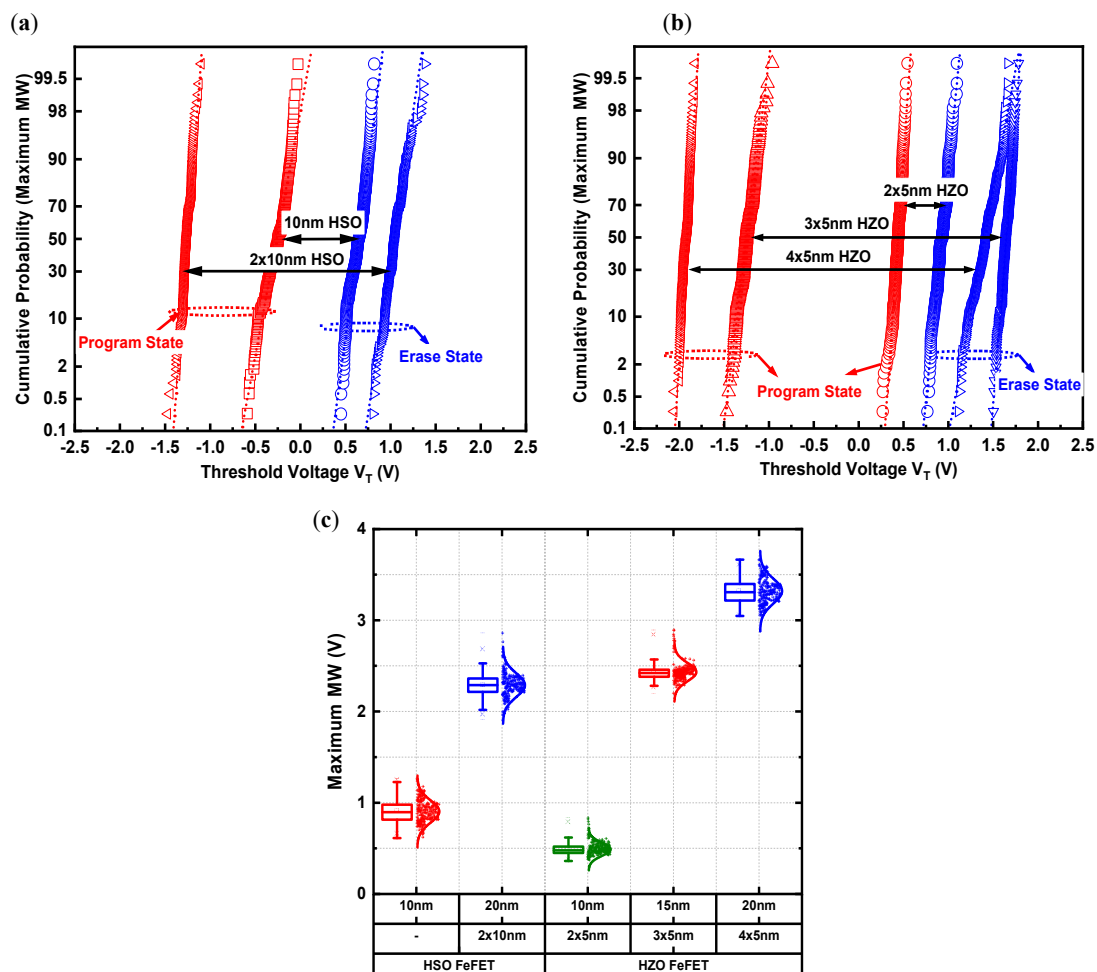 (a)
Cumulative Probability (Maximum MW)
99.5
98
90
70
50
30
10
2
0.5
0.1
10nm HSO
2x10nm HSO
Program State
Erase State
-2.5 -2.0 -1.5 -1.0 -0.5 0.0 0.5 1.0 1.5 2.0 2.5
Threshold Voltage VT (V)
(b)
Cumulative Probability (Maximum MW)
99.5
98
90
70
50
30
10
2
0.5
0.1
2x5nm HZO
3x5nm HZO
4x5nm HZO
Program State
Erase State
-2.5 -2.0 -1.5 -1.0 -0.5 0.0 0.5 1.0 1.5 2.0 2.5
Threshold Voltage VT (V)
(c)
Maximum MW (V)
4
3
2
1
0
10nm 20nm 10nm 15nm 20nm
- 2x10nm 2x5nm 3x5nm 4x5nm
HSO FeFET HZO FeFET